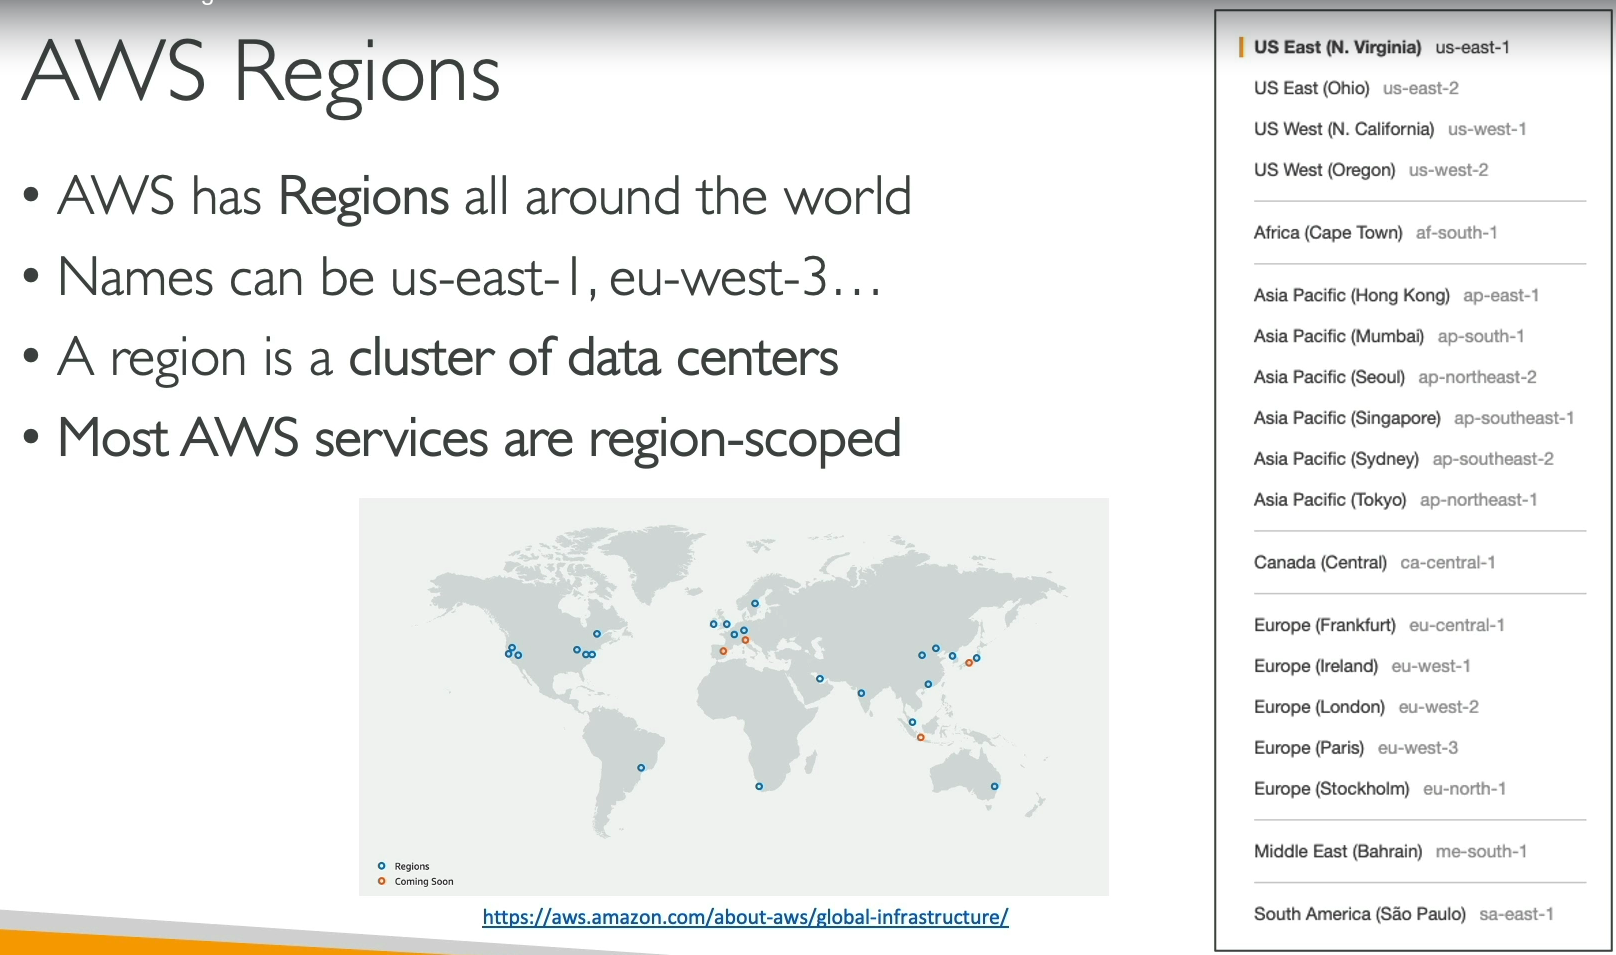 AWS Regions
• AWS has Regions all around the world
• Names can be us-east-1, eu-west-3…
• A region is a cluster of data centers
• Most AWS services are region-scoped
Regions
Coming Soon
https://aws.amazon.com/about-aws/global-infrastructure/
US East (N. Virginia) us-east-1
US East (Ohio) us-east-2
US West (N. California) us-west-1
US West (Oregon) us-west-2
Africa (Cape Town) af-south-1
Asia Pacific (Hong Kong) ap-east-1
Asia Pacific (Mumbai) ap-south-1
Asia Pacific (Seoul) ap-northeast-2
Asia Pacific (Singapore) ap-southeast-1
Asia Pacific (Sydney) ap-southeast-2
Asia Pacific (Tokyo) ap-northeast-1
Canada (Central) ca-central-1
Europe (Frankfurt) eu-central-1
Europe (Ireland) eu-west-1
Europe (London) eu-west-2
Europe (Paris) eu-west-3
Europe (Stockholm) eu-north-1
Middle East (Bahrain) me-south-1
South America (São Paulo) sa-east-1